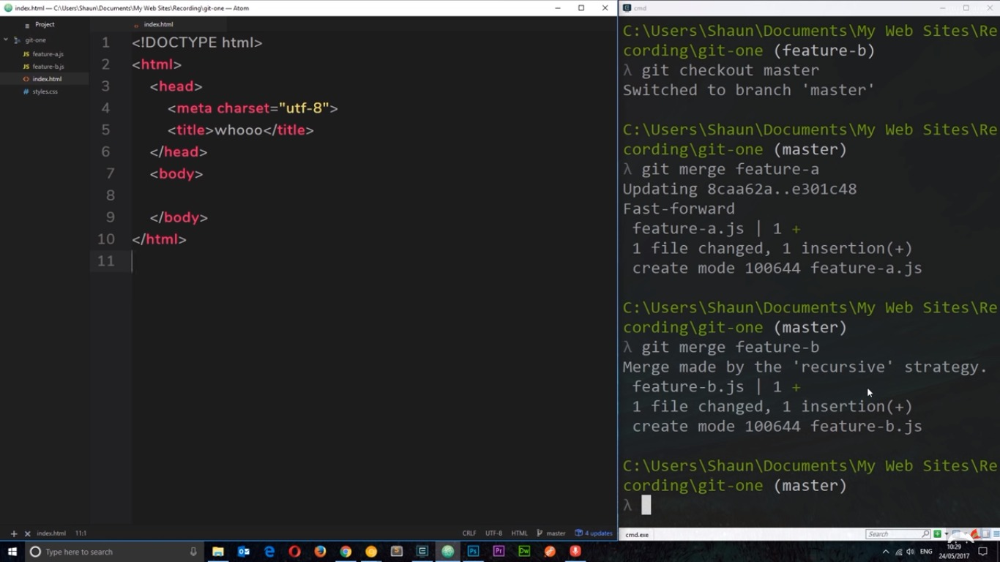 index.html — C:\Users\Shaun\Documents\My Web Sites\Recording\git-one — Atom
Project
git-one
JS feature-a.js
JS feature-b.js
<> index.html
# styles.css
index.html
1 <!DOCTYPE html>
2 <html>
3 <head>
4 <meta charset="utf-8">
5 <title>whooo</title>
6 </head>
7 <body>
8
9 </body>
10 </html>
11
+ × index.html 11:1
CRLF UTF-8 HTML master 4 updates
cmd
C:\Users\Shaun\Documents\My Web Sites\Re
cording\git-one (feature-b)
λ git checkout master
Switched to branch 'master'
C:\Users\Shaun\Documents\My Web Sites\Re
cording\git-one (master)
λ git merge feature-a
Updating 8caa62a..e301c48
Fast-forward
feature-a.js | 1 +
1 file changed, 1 insertion(+)
create mode 100644 feature-a.js
C:\Users\Shaun\Documents\My Web Sites\Re
cording\git-one (master)
λ git merge feature-b
Merge made by the 'recursive' strategy.
feature-b.js | 1 +
1 file changed, 1 insertion(+)
create mode 100644 feature-b.js
C:\Users\Shaun\Documents\My Web Sites\Re
cording\git-one (master)
λ
cmd.exe
Search
Type here to search
Ps Pr Dw
ENG
10:29
24/05/2017